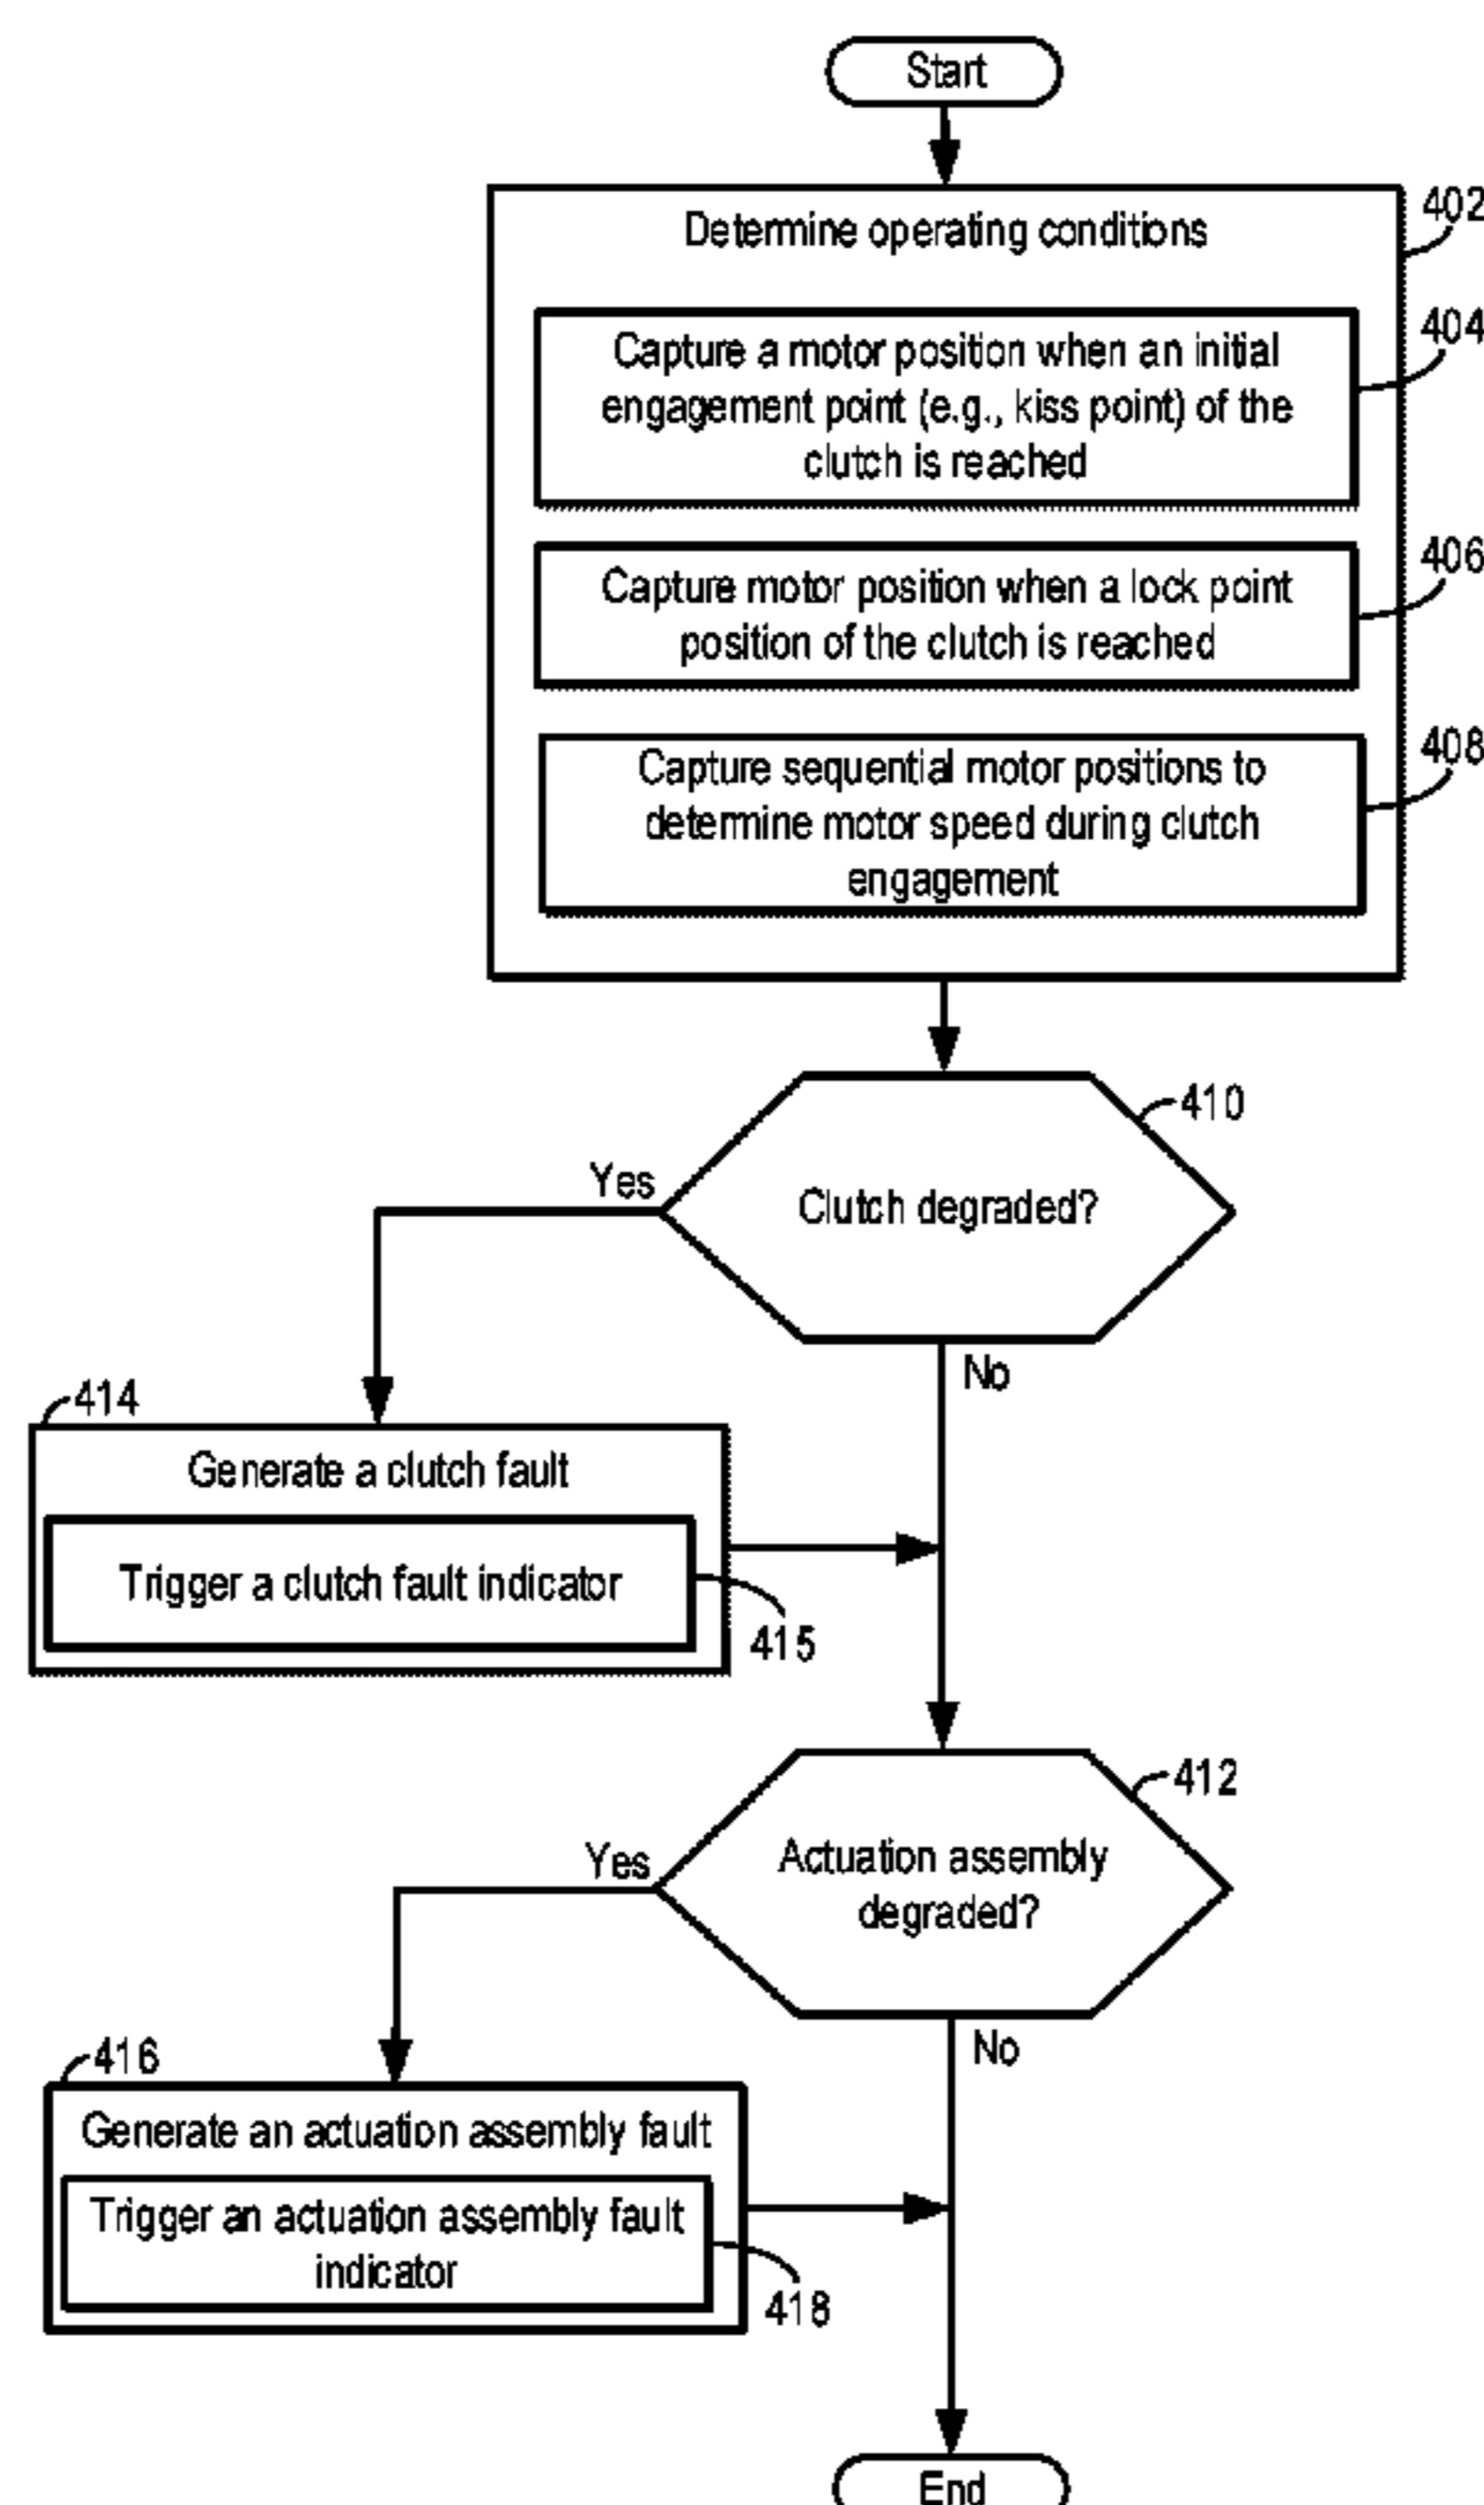 Start
Determine operating conditions
402
Capture a motor position when an initial
engagement point (e.g., kiss point) of the
clutch is reached
404
Capture motor position when a lock point
position of the clutch is reached
406
Capture sequential motor positions to
determine motor speed during clutch
engagement
408
410
Clutch degraded?
Yes
No
414
Generate a clutch fault
Trigger a clutch fault indicator
415
412
Actuation assembly
degraded?
Yes
No
416
Generate an actuation assembly fault
Trigger an actuation assembly fault
indicator
418
End